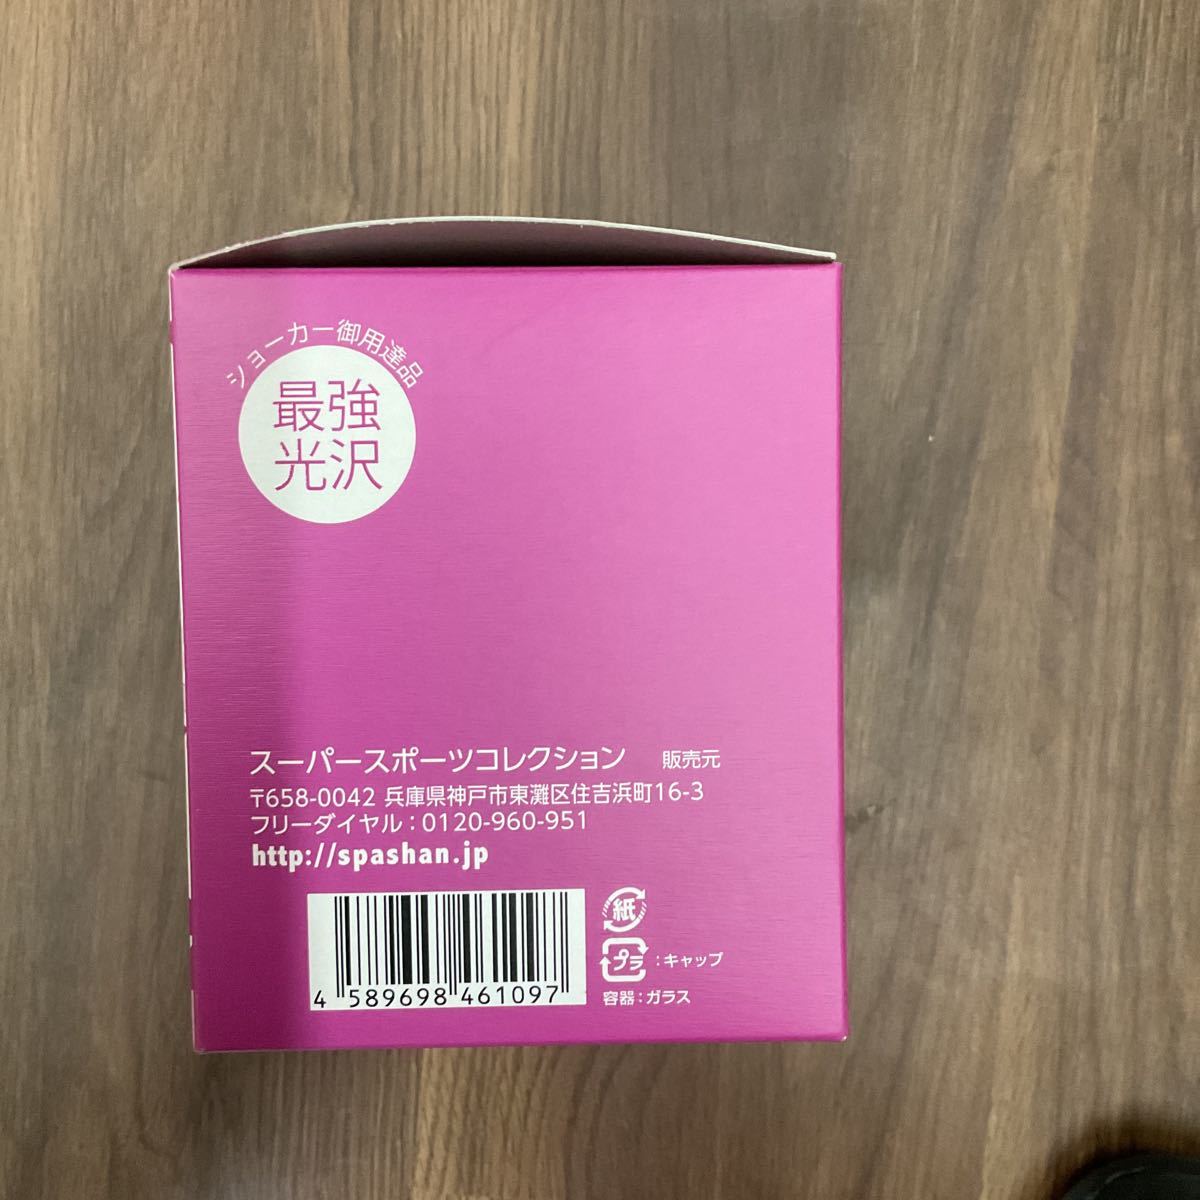 ショーカー御用達品
最強
光沢
スーパースポーツコレクション 販売元
〒658-0042 兵庫県神戸市東灘区住吉浜町16-3
フリーダイヤル:0120-960-951
http://spashan.jp
紙
プラ :キャップ
容器:ガラス
4 589698 461097